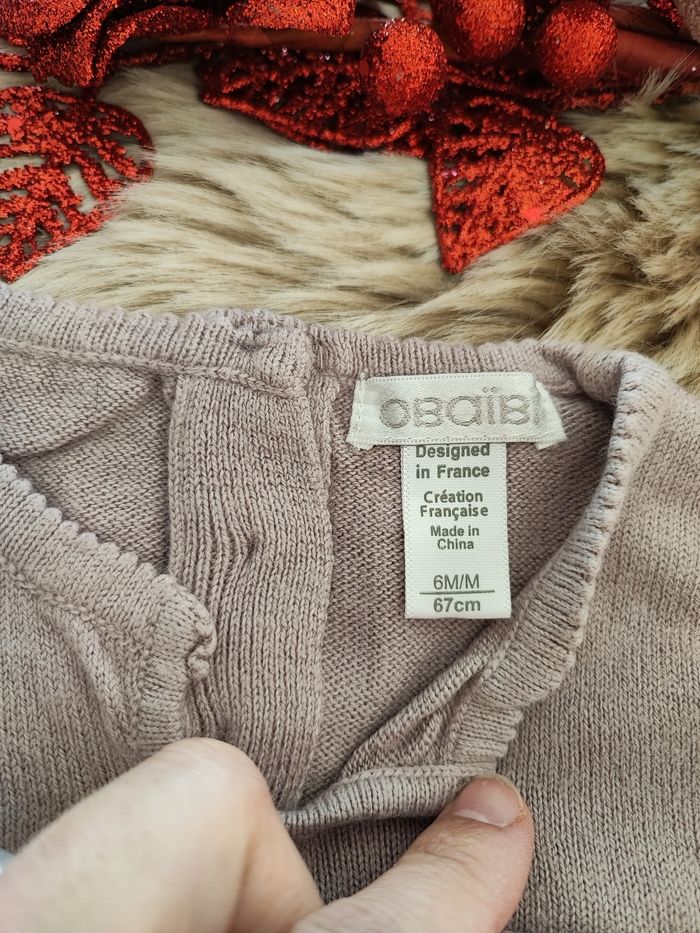 OBaïBI
Designed
in France
Création
Française
Made in
China
6M/M
67cm